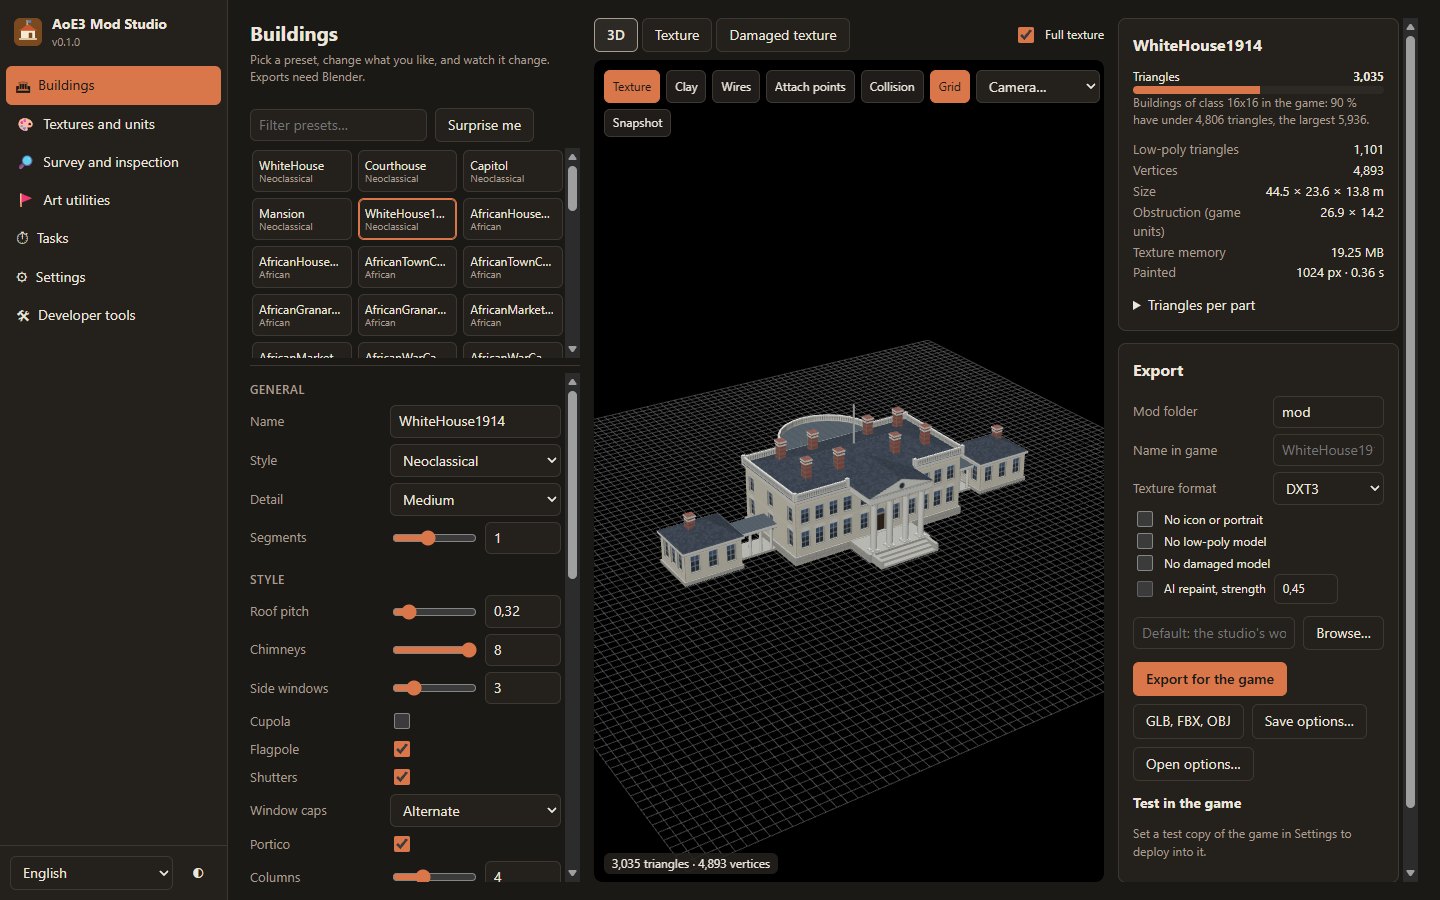 AoE3 Mod Studio
v0.1.0
Buildings
Textures and units
Survey and inspection
Art utilities
Tasks
Settings
Developer tools
English
Buildings
Pick a preset, change what you like, and watch it change.
Exports need Blender.
Filter presets...
Surprise me
WhiteHouse
Neoclassical
Courthouse
Neoclassical
Capitol
Neoclassical
Mansion
Neoclassical
WhiteHouse1...
Neoclassical
AfricanHouse...
African
AfricanHouse...
African
AfricanTownC...
African
AfricanTownC...
African
AfricanGranar...
African
AfricanGranar...
African
AfricanMarket...
African
AfricanMarket
AfricanWarCa
AfricanWarCa
GENERAL
Name WhiteHouse1914
Style Neoclassical
Detail Medium
Segments 1
STYLE
Roof pitch 0,32
Chimneys 8
Side windows 3
Cupola
Flagpole
Shutters
Window caps Alternate
Portico
Columns 4
3D Texture Damaged texture Full texture
Texture Clay Wires Attach points Collision Grid Camera...
Snapshot
3,035 triangles · 4,893 vertices
WhiteHouse1914
Triangles 3,035
Buildings of class 16x16 in the game: 90 %
have under 4,806 triangles, the largest 5,936.
Low-poly triangles 1,101
Vertices 4,893
Size 44.5 × 23.6 × 13.8 m
Obstruction (game 26.9 × 14.2
units)
Texture memory 19.25 MB
Painted 1024 px · 0.36 s
Triangles per part
Export
Mod folder mod
Name in game WhiteHouse19
Texture format DXT3
No icon or portrait
No low-poly model
No damaged model
AI repaint, strength 0,45
Default: the studio's wo Browse...
Export for the game
GLB, FBX, OBJ Save options...
Open options...
Test in the game
Set a test copy of the game in Settings to
deploy into it.